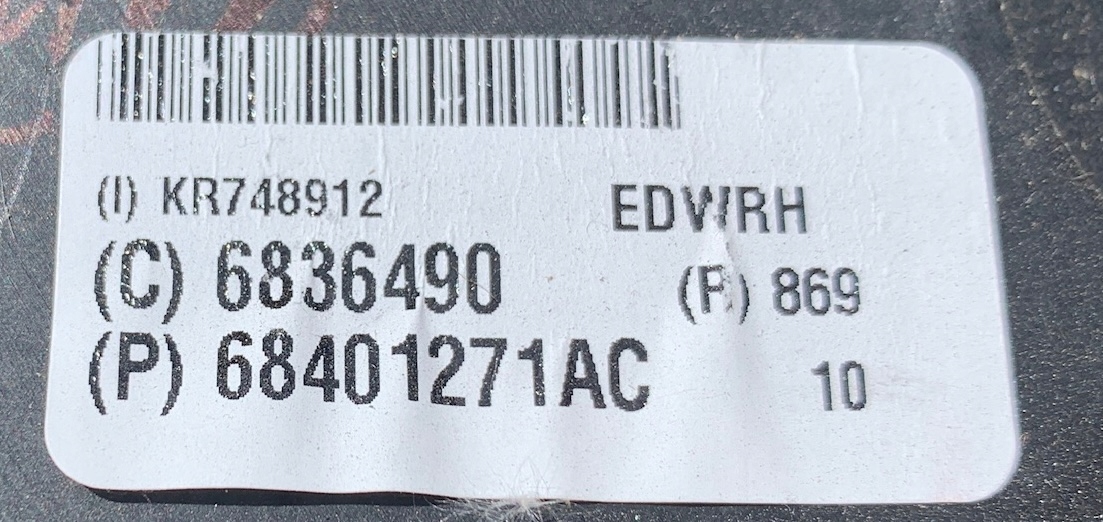 (I) KR748912 EDWRH
(C) 6836490 (R) 869
(P) 68401271AC 10